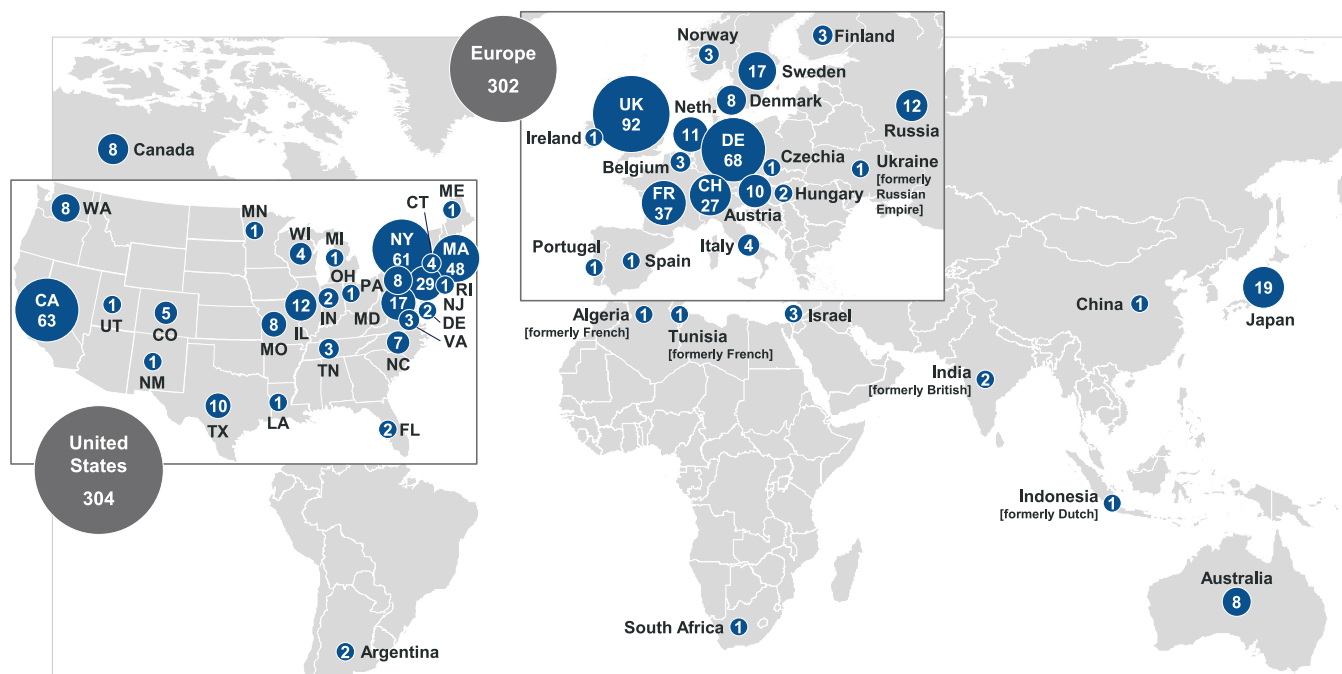 Europe
302
Norway
3
3
Finland
17
Sweden
UK
92
Neth.
8
Denmark
12
Russia
Ireland
1
11
DE
68
Belgium
3
Czechia
1
1
Ukraine
[formerly
Russian
Empire]
FR
37
CH
27
10
Austria
2
Hungary
Portugal
1
1
Spain
Italy
4
8
Canada
8
WA
MN
1
WI
4
MI
1
CT
ME
1
NY
61
4
MA
48
OH
1
PA
8
29
1
RI
NJ
CA
63
1
UT
5
CO
8
MO
12
IL
2
IN
MD
17
2
DE
3
VA
1
NM
3
TN
7
NC
10
TX
1
LA
2
FL
United
States
304
Algeria
[formerly French]
1
1
Tunisia
[formerly French]
3
Israel
China
1
19
Japan
India
[formerly British]
2
Indonesia
[formerly Dutch]
1
Australia
8
South Africa
1
2
Argentina